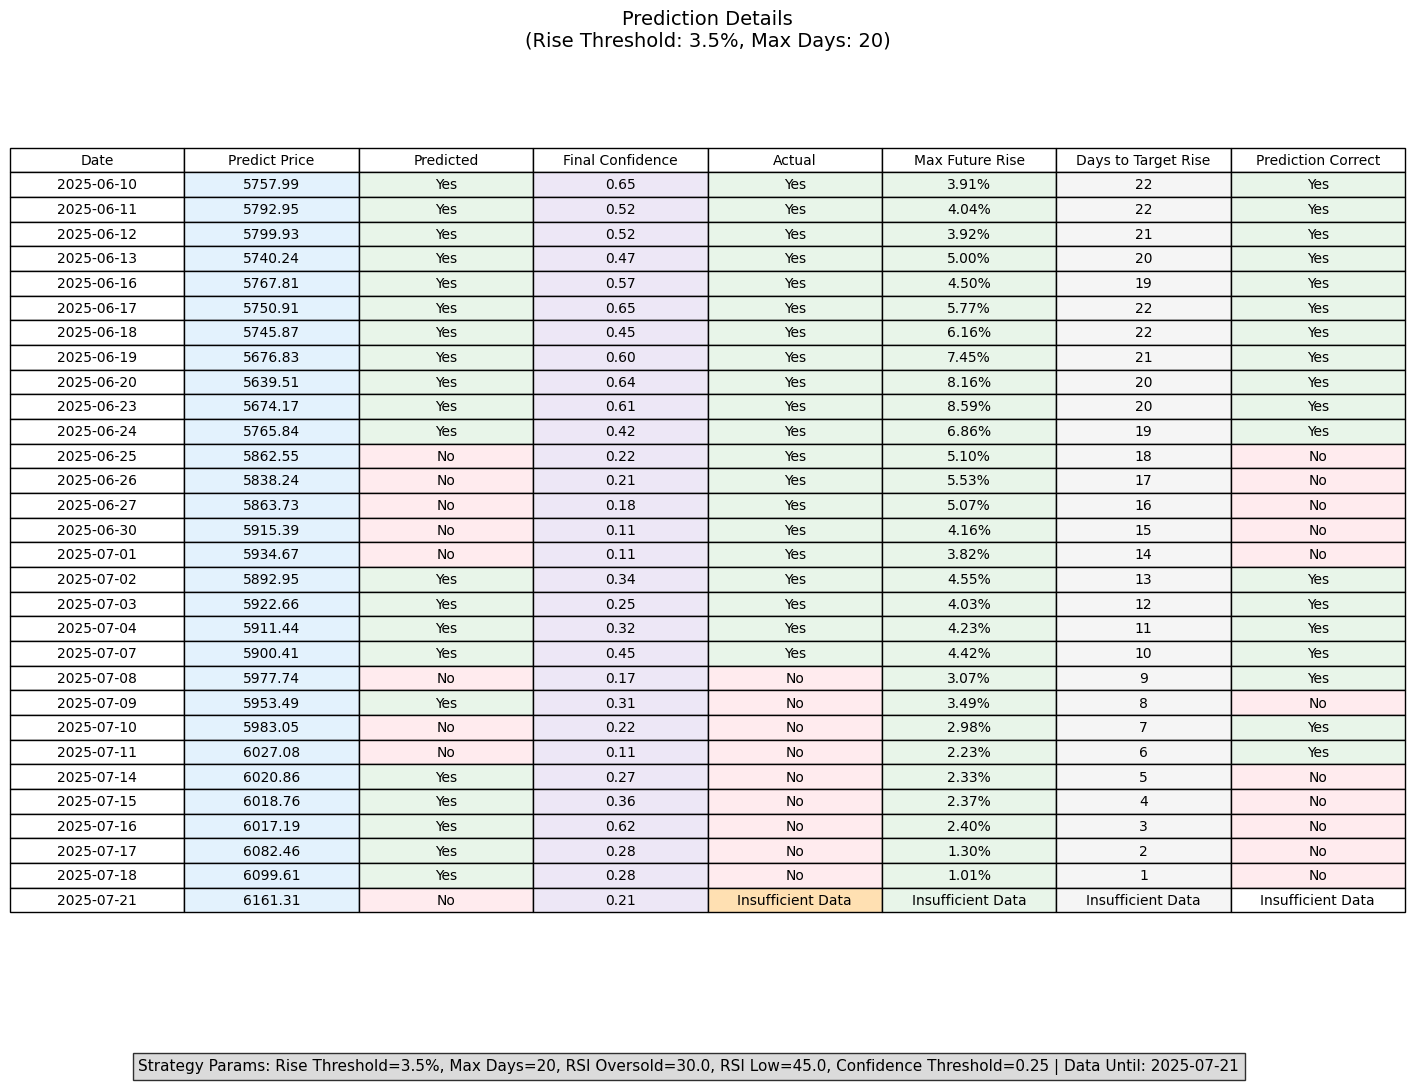 Prediction Details
(Rise Threshold: 3.5%, Max Days: 20)
Date Predict Price Predicted Final Confidence Actual Max Future Rise Days to Target Rise Prediction Correct
2025-06-10 5757.99 Yes 0.65 Yes 3.91% 22 Yes
2025-06-11 5792.95 Yes 0.52 Yes 4.04% 22 Yes
2025-06-12 5799.93 Yes 0.52 Yes 3.92% 21 Yes
2025-06-13 5740.24 Yes 0.47 Yes 5.00% 20 Yes
2025-06-16 5767.81 Yes 0.57 Yes 4.50% 19 Yes
2025-06-17 5750.91 Yes 0.65 Yes 5.77% 22 Yes
2025-06-18 5745.87 Yes 0.45 Yes 6.16% 22 Yes
2025-06-19 5676.83 Yes 0.60 Yes 7.45% 21 Yes
2025-06-20 5639.51 Yes 0.64 Yes 8.16% 20 Yes
2025-06-23 5674.17 Yes 0.61 Yes 8.59% 20 Yes
2025-06-24 5765.84 Yes 0.42 Yes 6.86% 19 Yes
2025-06-25 5862.55 No 0.22 Yes 5.10% 18 No
2025-06-26 5838.24 No 0.21 Yes 5.53% 17 No
2025-06-27 5863.73 No 0.18 Yes 5.07% 16 No
2025-06-30 5915.39 No 0.11 Yes 4.16% 15 No
2025-07-01 5934.67 No 0.11 Yes 3.82% 14 No
2025-07-02 5892.95 Yes 0.34 Yes 4.55% 13 Yes
2025-07-03 5922.66 Yes 0.25 Yes 4.03% 12 Yes
2025-07-04 5911.44 Yes 0.32 Yes 4.23% 11 Yes
2025-07-07 5900.41 Yes 0.45 Yes 4.42% 10 Yes
2025-07-08 5977.74 No 0.17 No 3.07% 9 Yes
2025-07-09 5953.49 Yes 0.31 No 3.49% 8 No
2025-07-10 5983.05 No 0.22 No 2.98% 7 Yes
2025-07-11 6027.08 No 0.11 No 2.23% 6 Yes
2025-07-14 6020.86 Yes 0.27 No 2.33% 5 No
2025-07-15 6018.76 Yes 0.36 No 2.37% 4 No
2025-07-16 6017.19 Yes 0.62 No 2.40% 3 No
2025-07-17 6082.46 Yes 0.28 No 1.30% 2 No
2025-07-18 6099.61 Yes 0.28 No 1.01% 1 No
2025-07-21 6161.31 No 0.21 Insufficient Data Insufficient Data Insufficient Data Insufficient Data
Strategy Params: Rise Threshold=3.5%, Max Days=20, RSI Oversold=30.0, RSI Low=45.0, Confidence Threshold=0.25 | Data Until: 2025-07-21